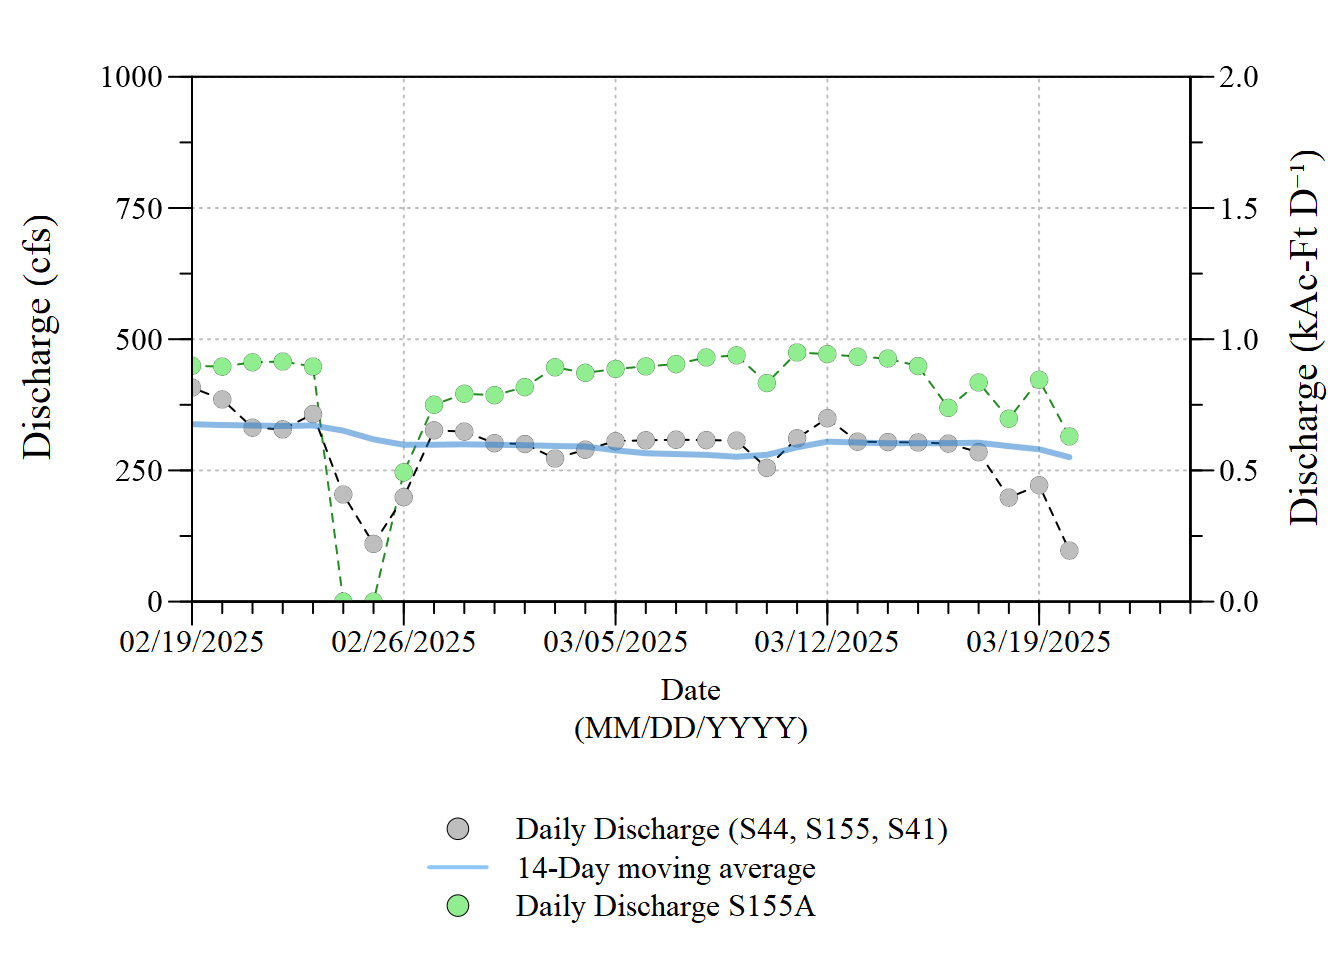 1000
750
500
250
0
Discharge (cfs)
2.0
1.5
1.0
0.5
0.0
Discharge (kAc-Ft D⁻¹)
02/19/2025
02/26/2025
03/05/2025
03/12/2025
03/19/2025
Date
(MM/DD/YYYY)
Daily Discharge (S44, S155, S41)
14-Day moving average
Daily Discharge S155A